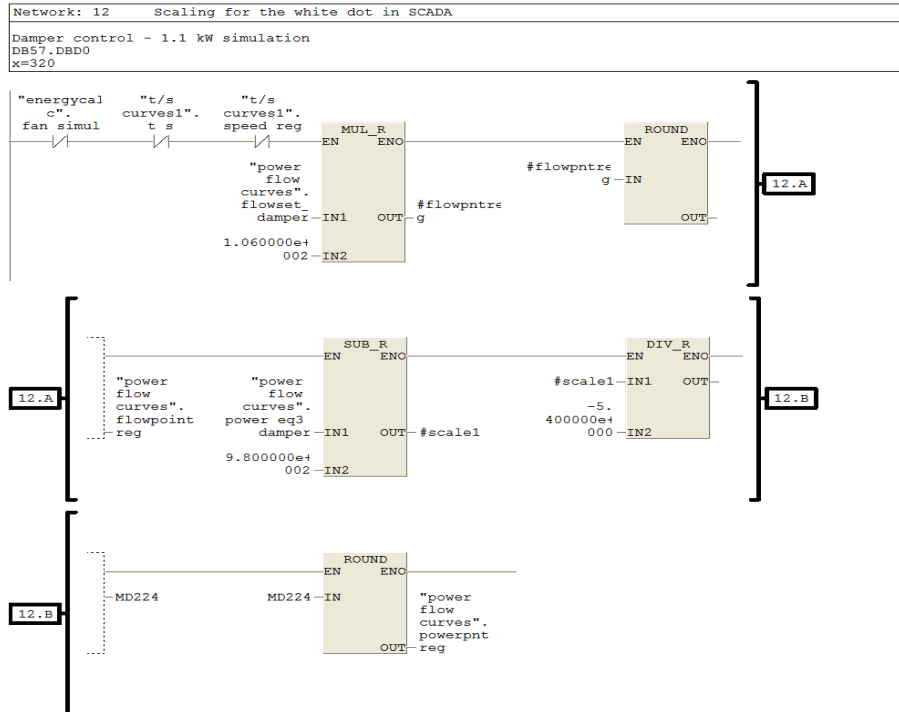 Network: 12 Scaling for the white dot in SCADA
Damper control - 1.1 kW simulation
DB57.DBD0
x=320
"energycal
c".
fan simul
"t/s
curves1".
t s
"t/s
curves1".
speed reg
MUL_R
EN ENO
"power
flow
curves".
flowset_
damper
IN1
OUT
#flowpntre
g
1.060000e+
002
IN2
ROUND
EN ENO
#flowpntre
g
IN
OUT
12.A
12.A
"power
flow
curves".
flowpoint
reg
SUB_R
EN ENO
"power
flow
curves".
power eq3
damper
IN1
OUT
#scale1
9.800000e+
002
IN2
DIV_R
EN ENO
#scale1
IN1
OUT
-5.
400000e+
000
IN2
12.B
12.B
MD224
ROUND
EN ENO
MD224
IN
OUT
"power
flow
curves".
powerpnt
reg